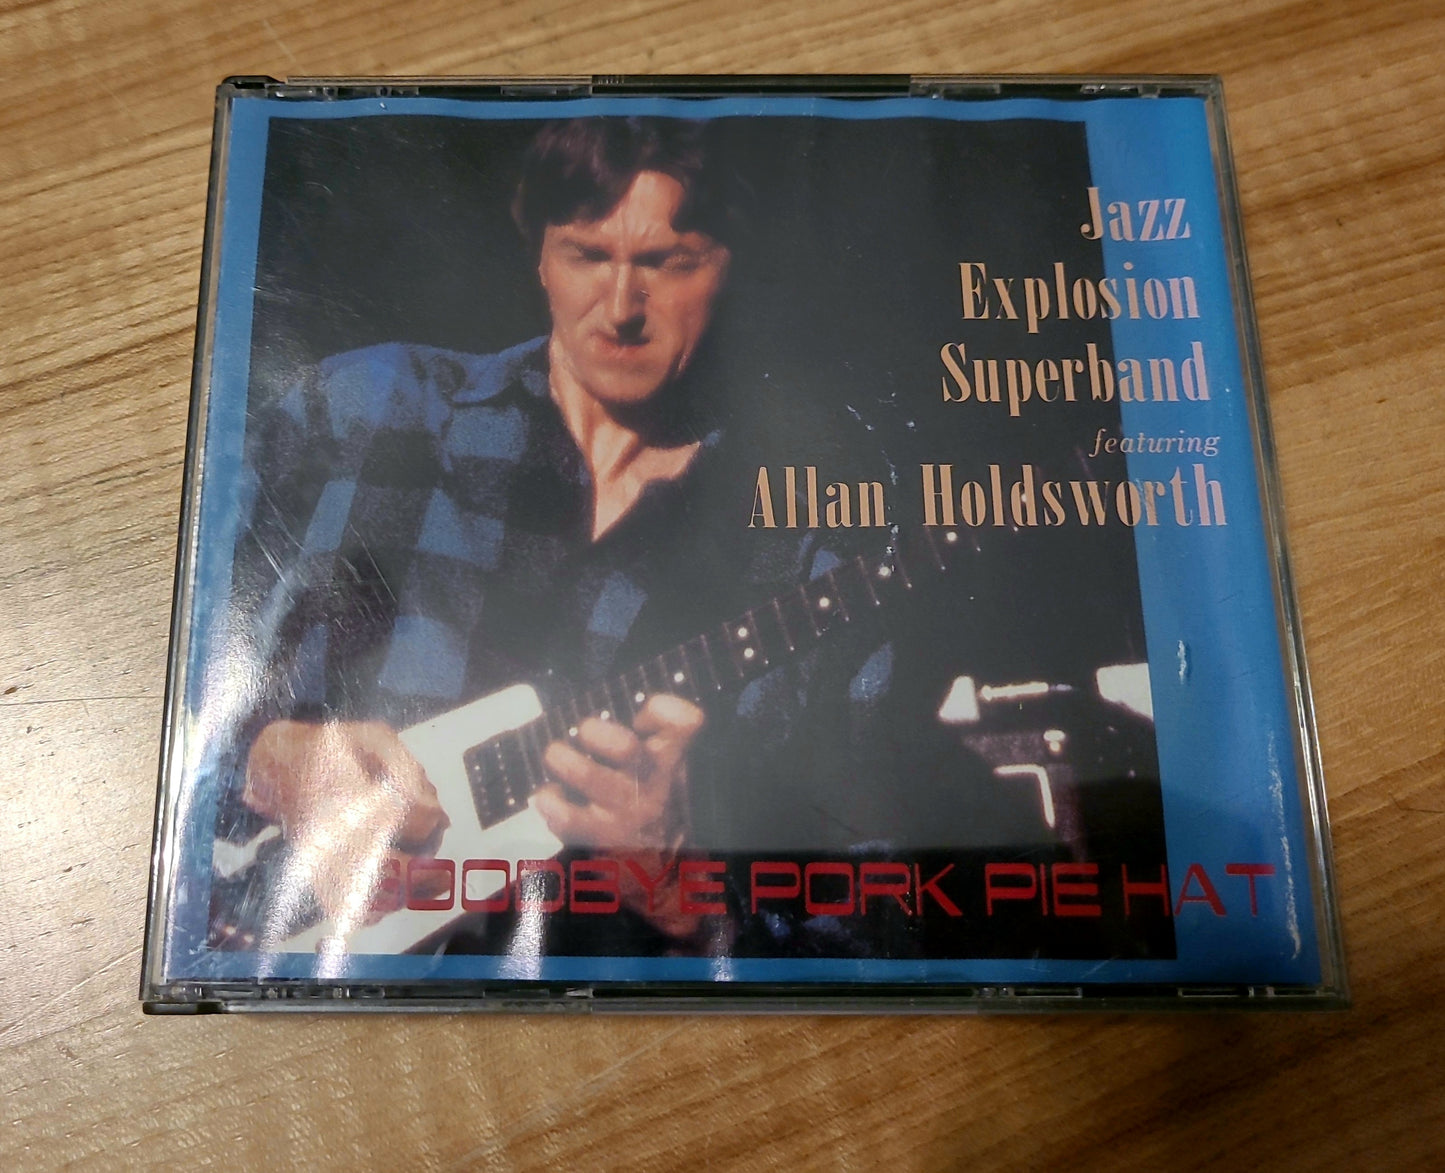 Jazz
Explosion
Superband
featuring
Allan Holdsworth
GOODBYE PORK PIE HAT